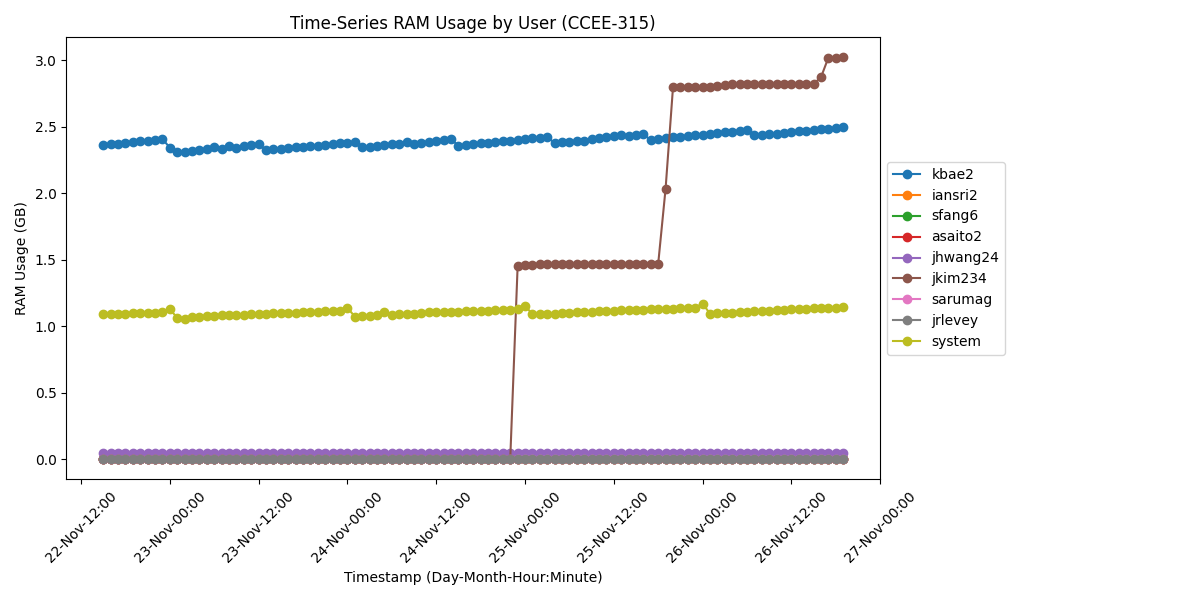 Time-Series RAM Usage by User (CCEE-315)
RAM Usage (GB)
3.0
2.5
2.0
1.5
1.0
0.5
0.0
22-Nov-12:00
23-Nov-00:00
23-Nov-12:00
24-Nov-00:00
24-Nov-12:00
25-Nov-00:00
25-Nov-12:00
26-Nov-00:00
26-Nov-12:00
27-Nov-00:00
Timestamp (Day-Month-Hour:Minute)
kbae2
iansri2
sfang6
asaito2
jhwang24
jkim234
sarumag
jrlevey
system